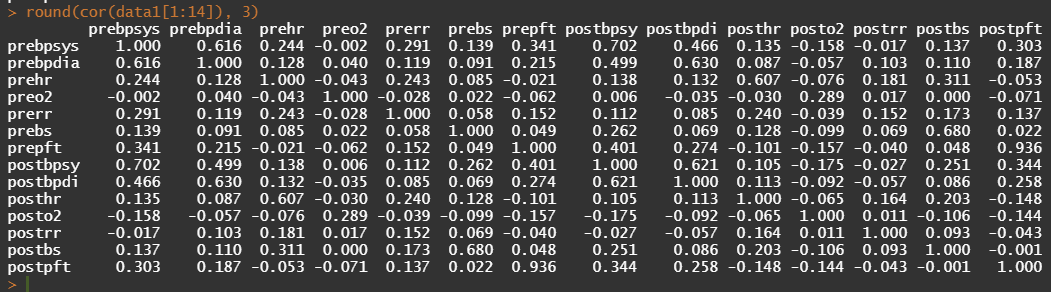 > round(cor(data1[1:14]), 3)
prebpsys prebpdia prehr preo2 prerr prebs prepft postbpsy postbpdi posthr posto2 postrr postbs postpft
prebpsys 1.000 0.616 0.244 -0.002 0.291 0.139 0.341 0.702 0.466 0.135 -0.158 -0.017 0.137 0.303
prebpdia 0.616 1.000 0.128 0.040 0.119 0.091 0.215 0.499 0.630 0.087 -0.057 0.103 0.110 0.187
prehr 0.244 0.128 1.000 -0.043 0.243 0.085 -0.021 0.138 0.132 0.607 -0.076 0.181 0.311 -0.053
preo2 -0.002 0.040 -0.043 1.000 -0.028 0.022 -0.062 0.006 -0.035 -0.030 0.289 0.017 0.000 -0.071
prerr 0.291 0.119 0.243 -0.028 1.000 0.058 0.152 0.112 0.085 0.240 -0.039 0.152 0.173 0.137
prebs 0.139 0.091 0.085 0.022 0.058 1.000 0.049 0.262 0.069 0.128 -0.099 0.069 0.680 0.022
prepft 0.341 0.215 -0.021 -0.062 0.152 0.049 1.000 0.401 0.274 -0.101 -0.157 -0.040 0.048 0.936
postbpsy 0.702 0.499 0.138 0.006 0.112 0.262 0.401 1.000 0.621 0.105 -0.175 -0.027 0.251 0.344
postbpdi 0.466 0.630 0.132 -0.035 0.085 0.069 0.274 0.621 1.000 0.113 -0.092 -0.057 0.086 0.258
posthr 0.135 0.087 0.607 -0.030 0.240 0.128 -0.101 0.105 0.113 1.000 -0.065 0.164 0.203 -0.148
posto2 -0.158 -0.057 -0.076 0.289 -0.039 -0.099 -0.157 -0.175 -0.092 -0.065 1.000 0.011 -0.106 -0.144
postrr -0.017 0.103 0.181 0.017 0.152 0.069 -0.040 -0.027 -0.057 0.164 0.011 1.000 0.093 -0.043
postbs 0.137 0.110 0.311 0.000 0.173 0.680 0.048 0.251 0.086 0.203 -0.106 0.093 1.000 -0.001
postpft 0.303 0.187 -0.053 -0.071 0.137 0.022 0.936 0.344 0.258 -0.148 -0.144 -0.043 -0.001 1.000
>